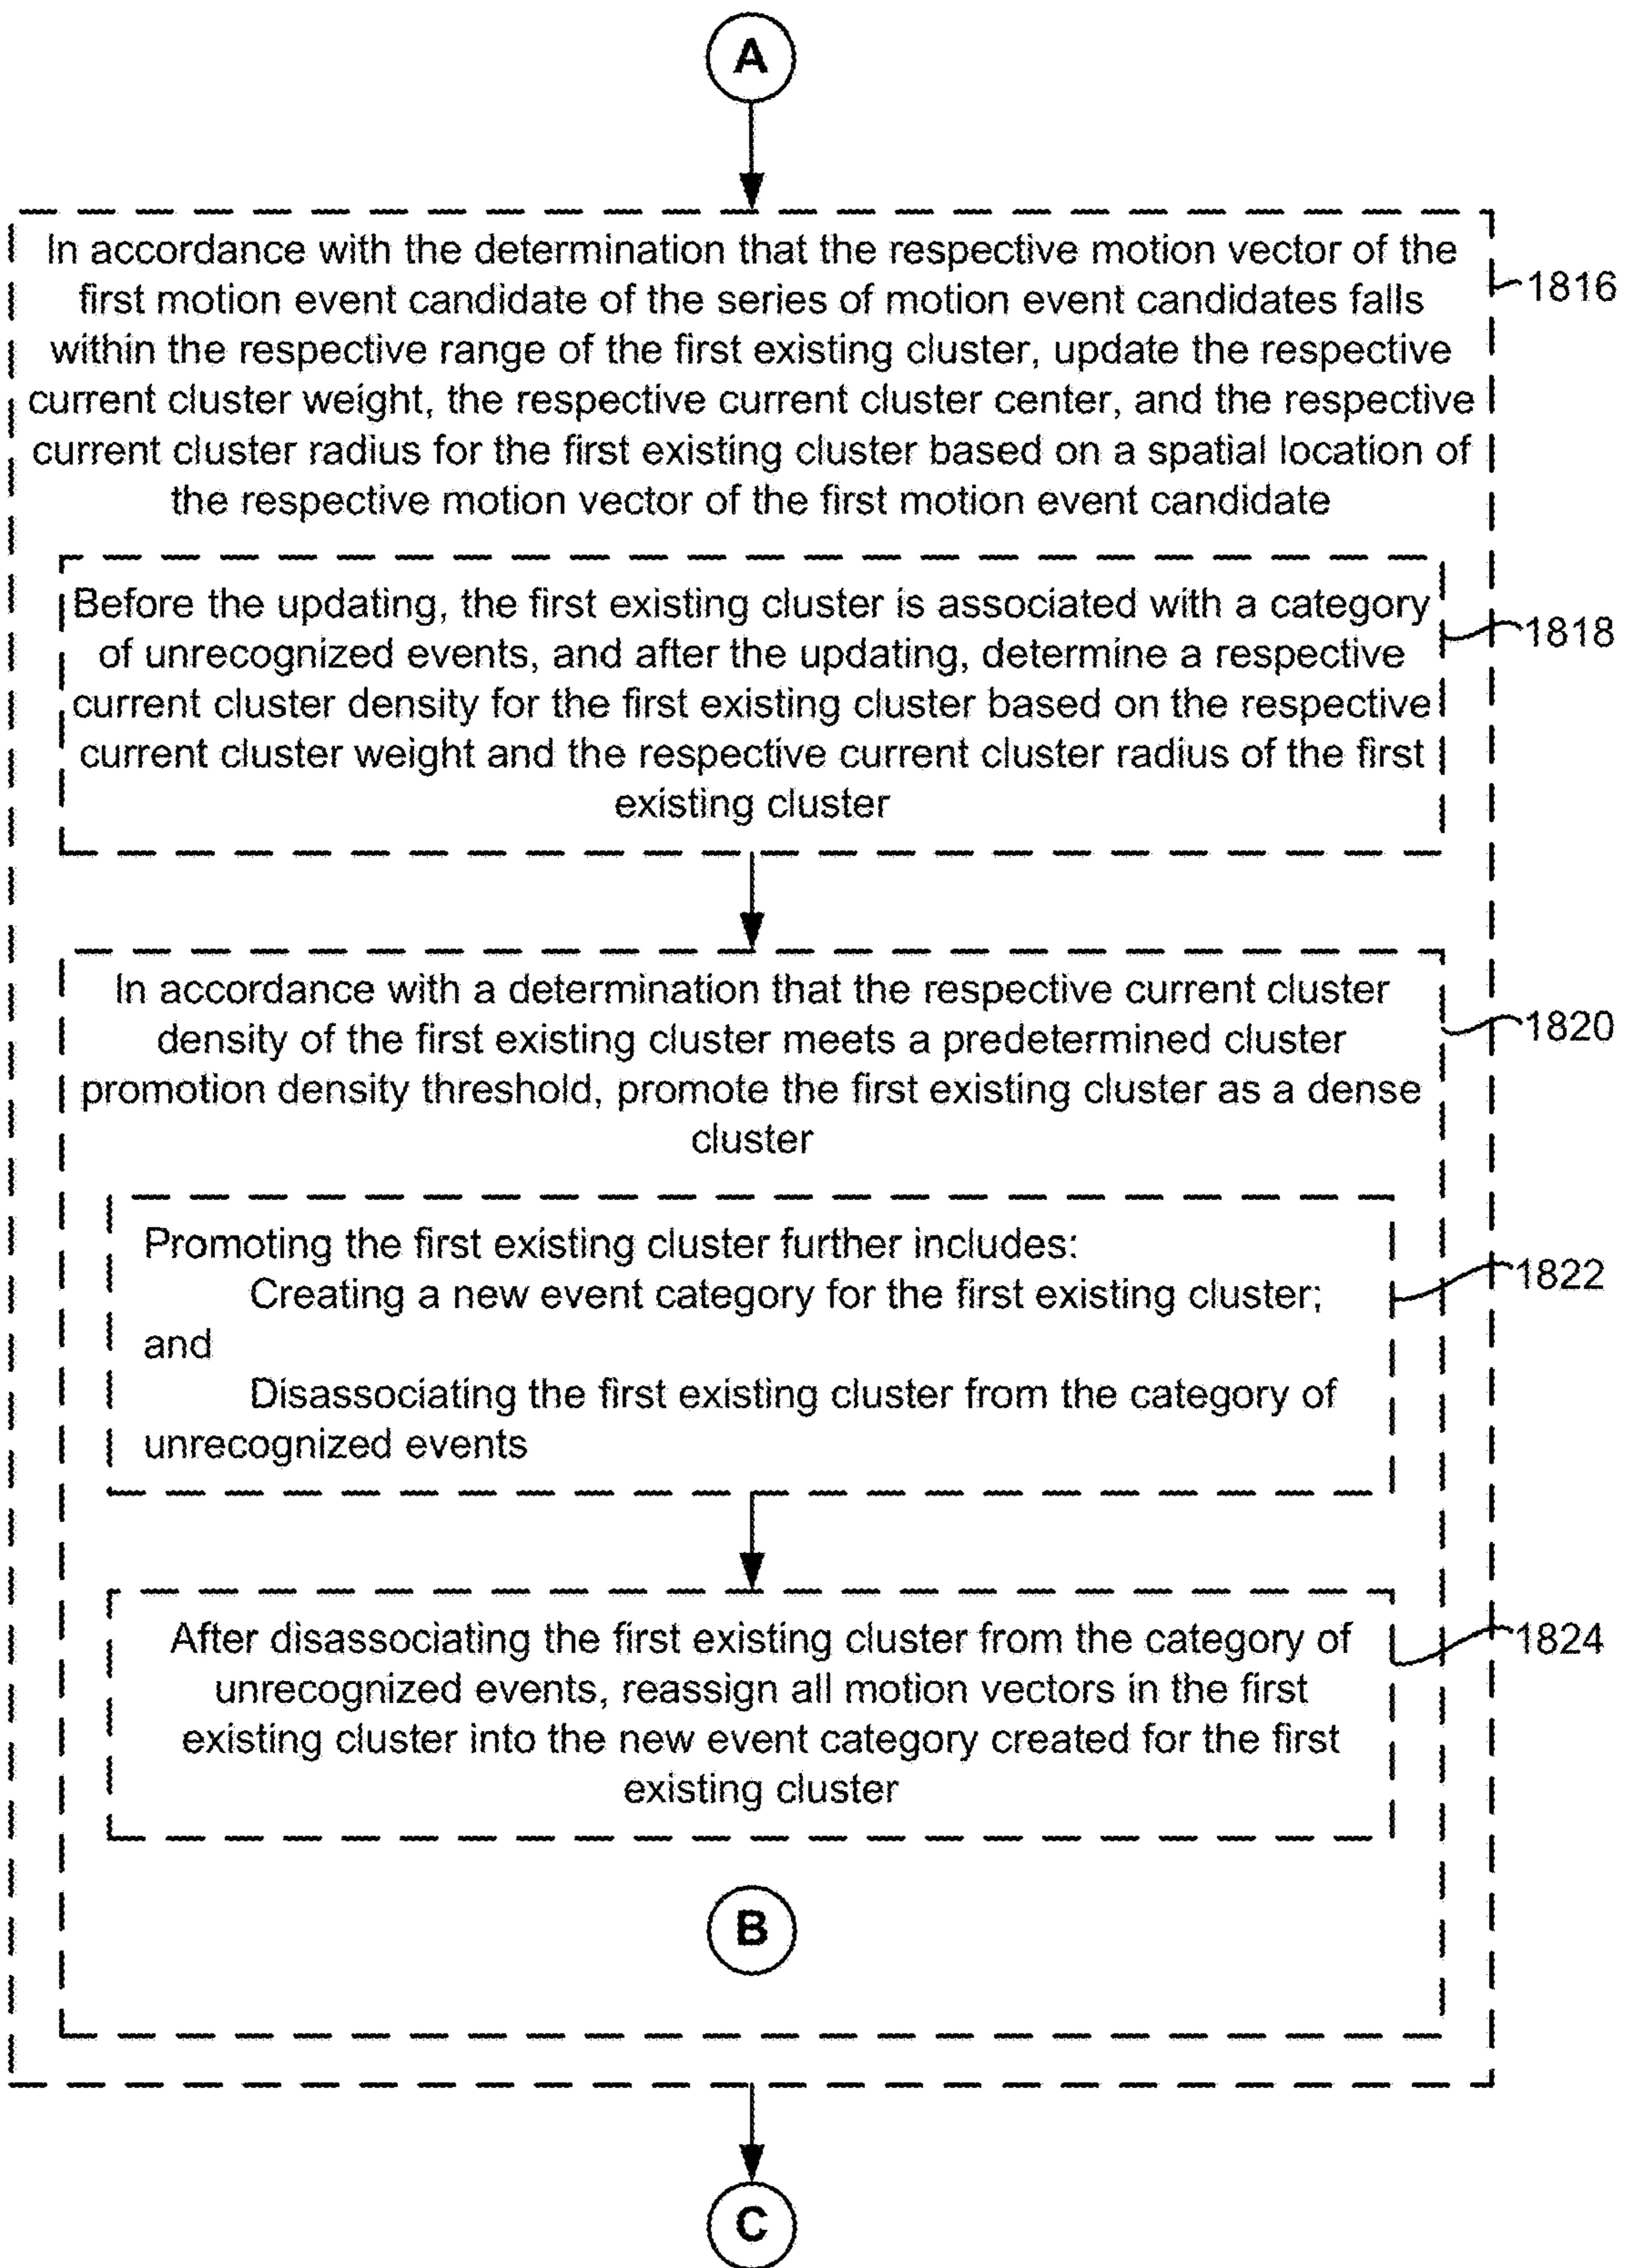 A
In accordance with the determination that the respective motion vector of the
first motion event candidate of the series of motion event candidates falls
within the respective range of the first existing cluster, update the respective
current cluster weight, the respective current cluster center, and the respective
current cluster radius for the first existing cluster based on a spatial location of
the respective motion vector of the first motion event candidate
1816
Before the updating, the first existing cluster is associated with a category
of unrecognized events, and after the updating, determine a respective
current cluster density for the first existing cluster based on the respective
current cluster weight and the respective current cluster radius of the first
existing cluster
1818
In accordance with a determination that the respective current cluster
density of the first existing cluster meets a predetermined cluster
promotion density threshold, promote the first existing cluster as a dense
cluster
1820
Promoting the first existing cluster further includes:
Creating a new event category for the first existing cluster;
and
Disassociating the first existing cluster from the category of
unrecognized events
1822
After disassociating the first existing cluster from the category of
unrecognized events, reassign all motion vectors in the first
existing cluster into the new event category created for the first
existing cluster
1824
B
C